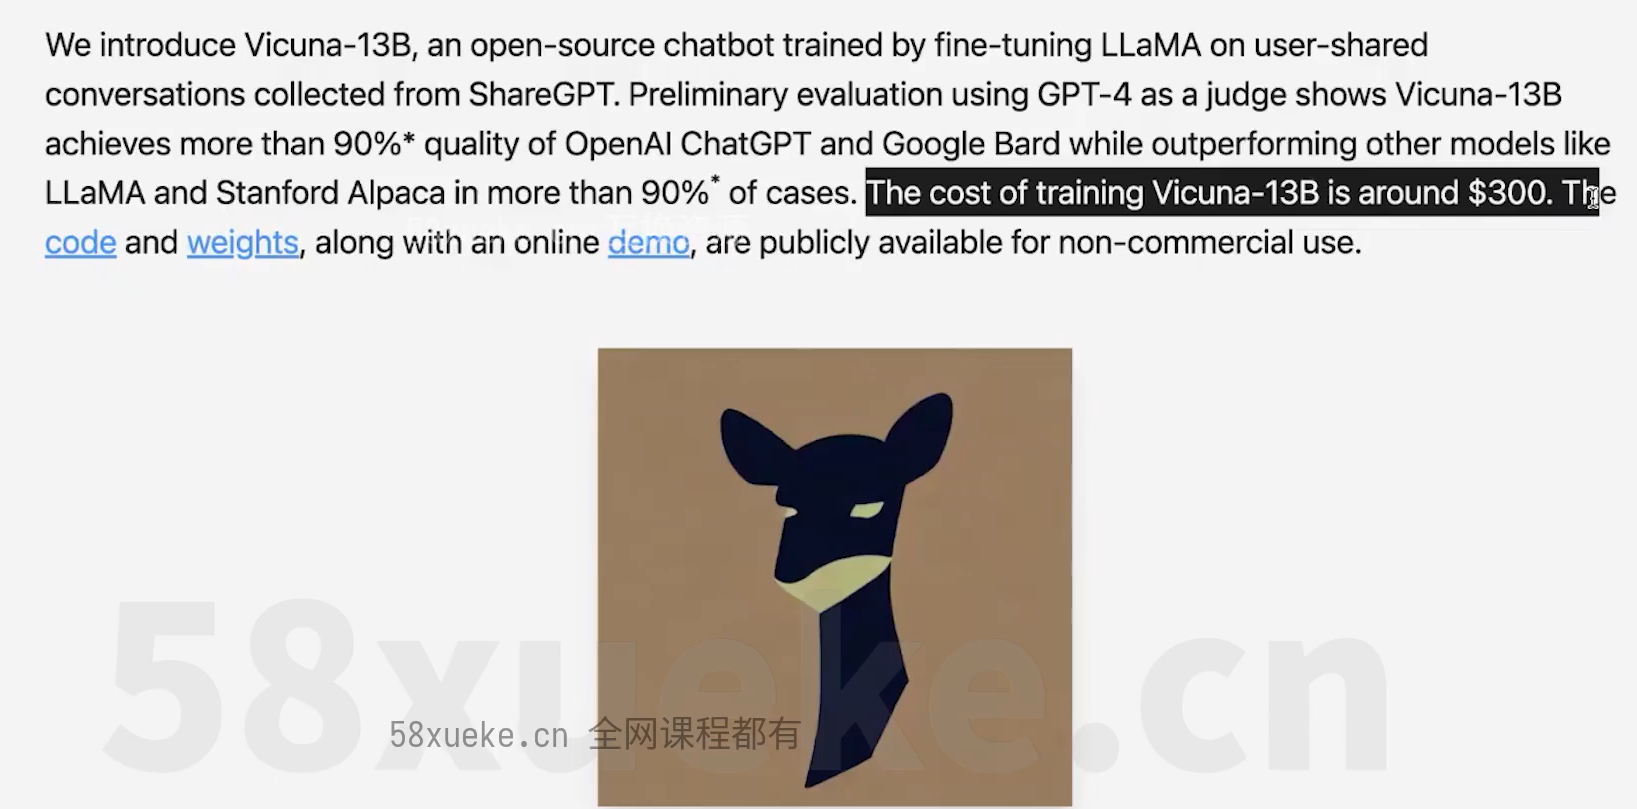 We introduce Vicuna-13B, an open-source chatbot trained by fine-tuning LLaMA on user-shared
conversations collected from ShareGPT. Preliminary evaluation using GPT-4 as a judge shows Vicuna-13B
achieves more than 90%* quality of OpenAI ChatGPT and Google Bard while outperforming other models like
LLaMA and Stanford Alpaca in more than 90%* of cases. The cost of training Vicuna-13B is around $300. The
code and weights, along with an online demo, are publicly available for non-commercial use.
58xueke.cn
58xueke.cn 全网课程都有